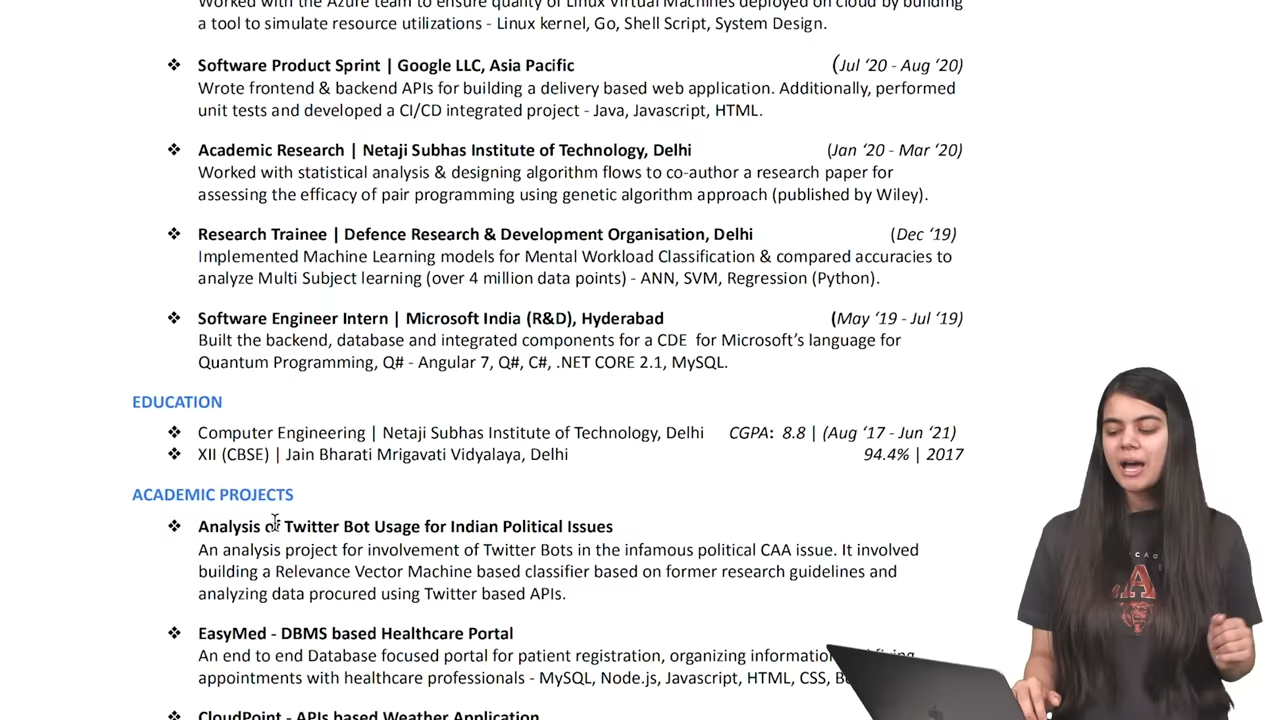 Worked with the Azure team to ensure quality of Linux Virtual Machines deployed on cloud by building
a tool to simulate resource utilizations - Linux kernel, Go, Shell Script, System Design.
❖ Software Product Sprint | Google LLC, Asia Pacific (Jul ‘20 - Aug ‘20)
Wrote frontend & backend APIs for building a delivery based web application. Additionally, performed
unit tests and developed a CI/CD integrated project - Java, Javascript, HTML.
❖ Academic Research | Netaji Subhas Institute of Technology, Delhi (Jan ‘20 - Mar ‘20)
Worked with statistical analysis & designing algorithm flows to co-author a research paper for
assessing the efficacy of pair programming using genetic algorithm approach (published by Wiley).
❖ Research Trainee | Defence Research & Development Organisation, Delhi (Dec ‘19)
Implemented Machine Learning models for Mental Workload Classification & compared accuracies to
analyze Multi Subject learning (over 4 million data points) - ANN, SVM, Regression (Python).
❖ Software Engineer Intern | Microsoft India (R&D), Hyderabad (May ‘19 - Jul ‘19)
Built the backend, database and integrated components for a CDE for Microsoft’s language for
Quantum Programming, Q# - Angular 7, Q#, C#, .NET CORE 2.1, MySQL.
EDUCATION
❖ Computer Engineering | Netaji Subhas Institute of Technology, Delhi CGPA: 8.8 | (Aug ‘17 - Jun ‘21)
❖ XII (CBSE) | Jain Bharati Mrigavati Vidyalaya, Delhi 94.4% | 2017
ACADEMIC PROJECTS
❖ Analysis of Twitter Bot Usage for Indian Political Issues
An analysis project for involvement of Twitter Bots in the infamous political CAA issue. It involved
building a Relevance Vector Machine based classifier based on former research guidelines and
analyzing data procured using Twitter based APIs.
❖ EasyMed - DBMS based Healthcare Portal
An end to end Database focused portal for patient registration, organizing information
appointments with healthcare professionals - MySQL, Node.js, Javascript, HTML, CSS,
❖ CloudPoint - APIs based Weather Application